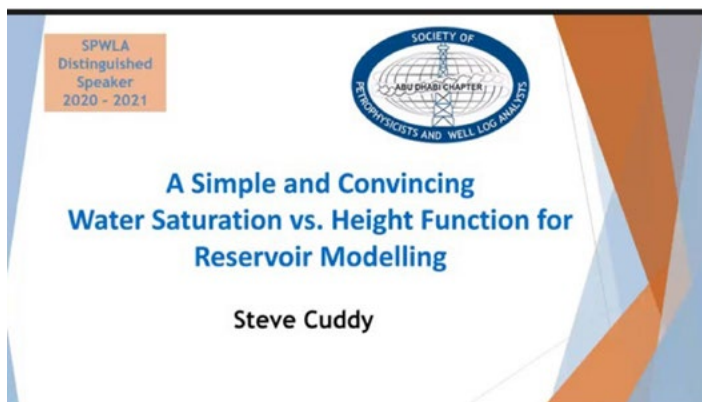 SPWLA
Distinguished
Speaker
2020 - 2021
SOCIETY OF
ABU DHABI CHAPTER
PETROPHYSICISTS AND WELL LOG ANALYSTS
A Simple and Convincing
Water Saturation vs. Height Function for
Reservoir Modelling
Steve Cuddy